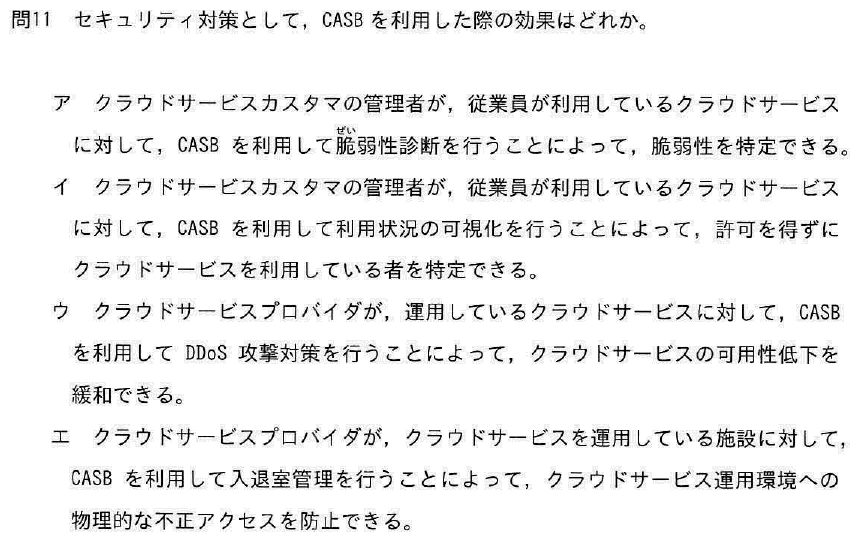 問11 セキュリティ対策として，CASB を利用した際の効果はどれか。
ア クラウドサービスカスタマの管理者が，従業員が利用しているクラウドサービス
ぜい
に対して，CASB を利用して脆弱性診断を行うことによって，脆弱性を特定できる。
イ クラウドサービスカスタマの管理者が，従業員が利用しているクラウドサービス
に対して，CASB を利用して利用状況の可視化を行うことによって，許可を得ずに
クラウドサービスを利用している者を特定できる。
ウ クラウドサービスプロバイダが，運用しているクラウドサービスに対して，CASB
を利用して DDoS 攻撃対策を行うことによって，クラウドサービスの可用性低下を
緩和できる。
エ クラウドサービスプロバイダが，クラウドサービスを運用している施設に対して，
CASB を利用して入退室管理を行うことによって，クラウドサービス運用環境への
物理的な不正アクセスを防止できる。